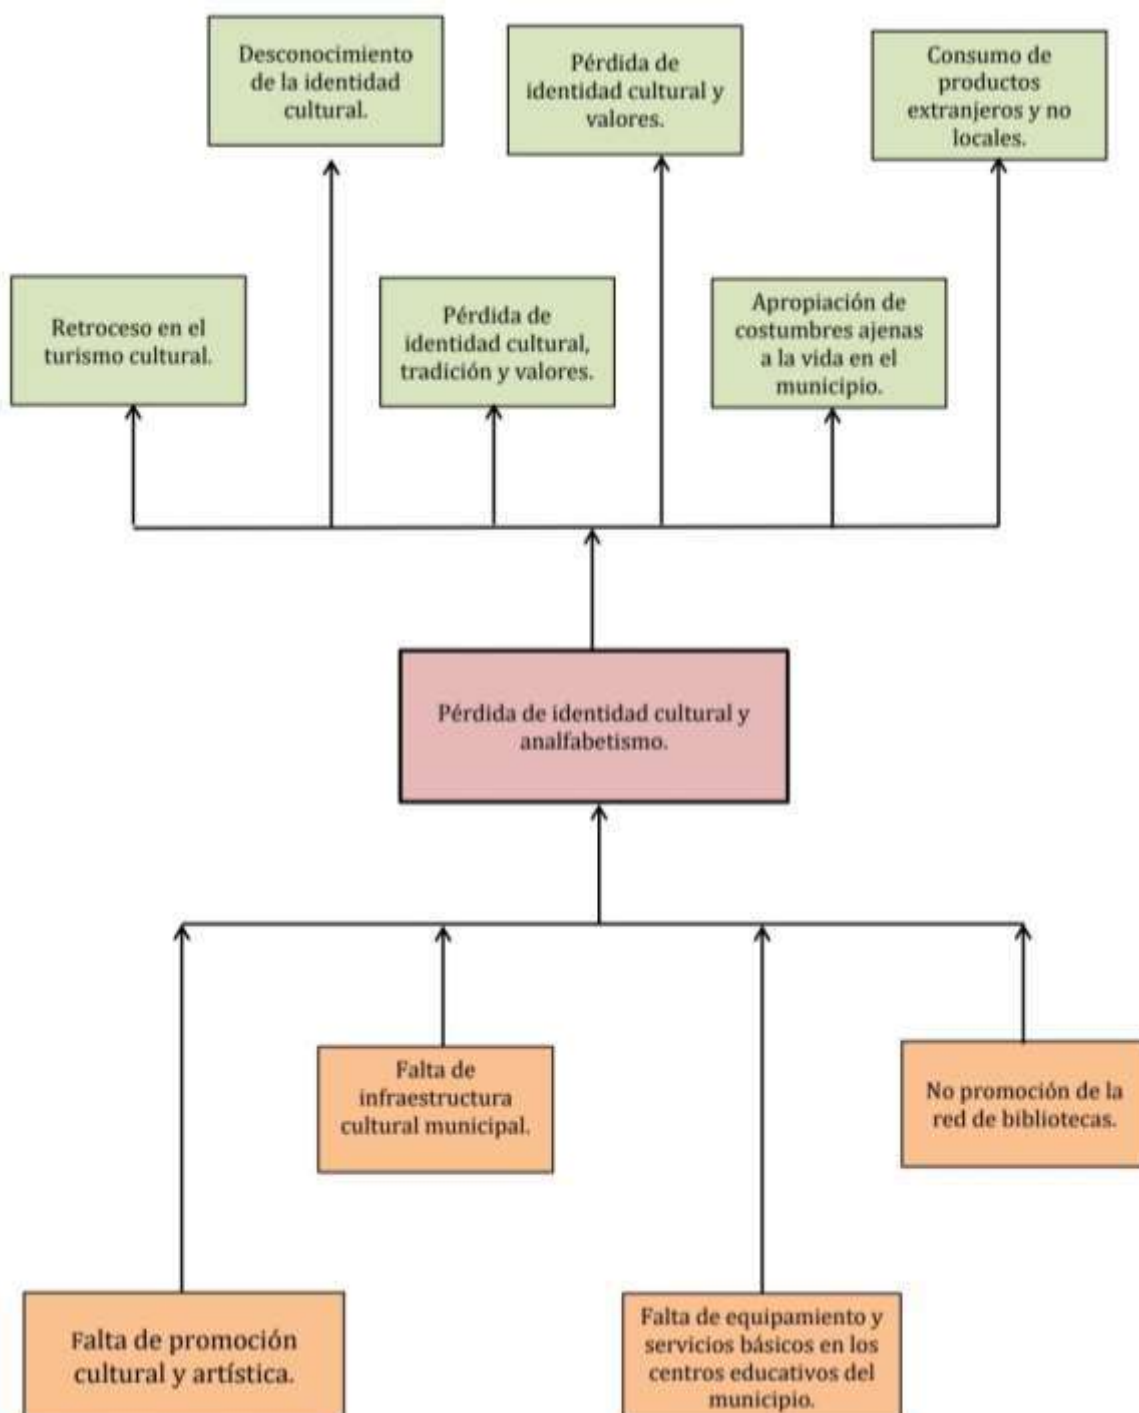 Desconocimiento
de la identidad
cultural.
Pérdida de
identidad cultural y
valores.
Consumo de
productos
extranjeros y no
locales.
Retroceso en el
turismo cultural.
Pérdida de
identidad cultural,
tradición y valores.
Apropiación de
costumbres ajenas
a la vida en el
municipio.
Pérdida de identidad cultural y
analfabetismo.
Falta de
infraestructura
cultural municipal.
No promoción de la
red de bibliotecas.
Falta de promoción
cultural y artística.
Falta de equipamiento y
servicios básicos en los
centros educativos del
municipio.